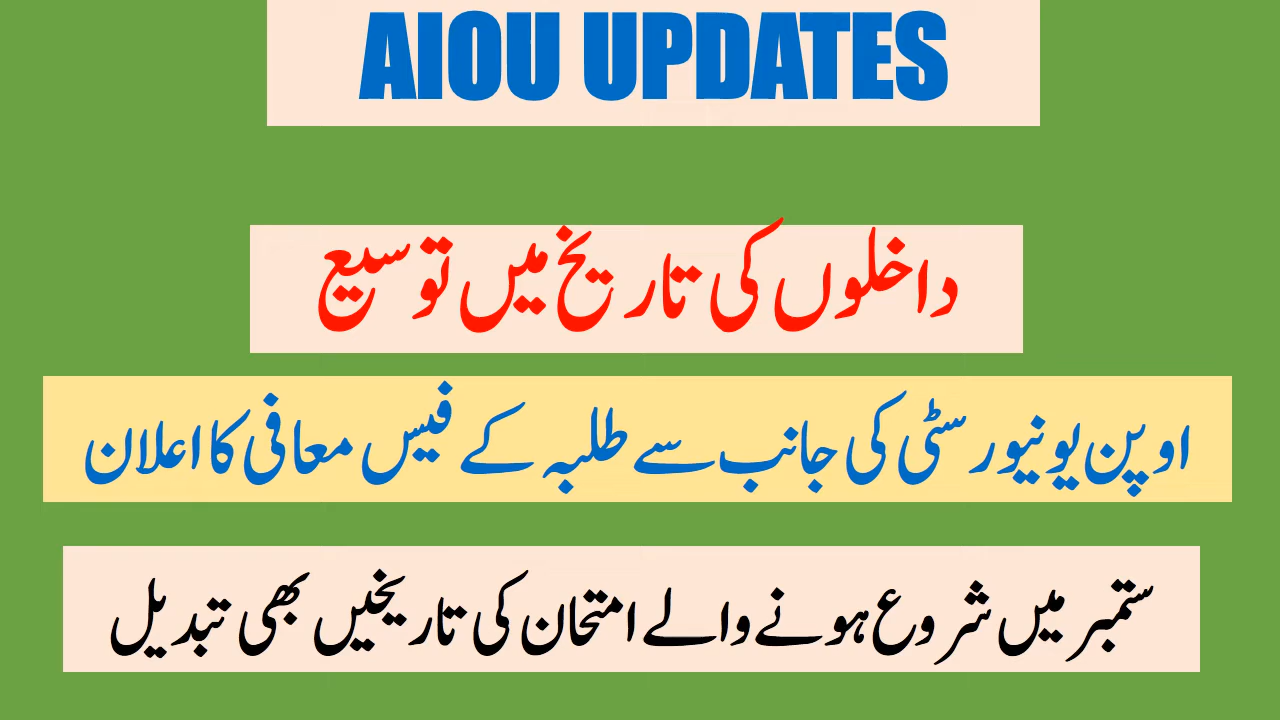 AIOU UPDATES
داخلوں کی تاریخ میں توسیع
اوپن یونیورسٹی کی جانب سے طلبہ کے فیس معافی کا اعلان
ستمبر میں شروع ہونے والے امتحان کی تاریخیں بھی تبدیل